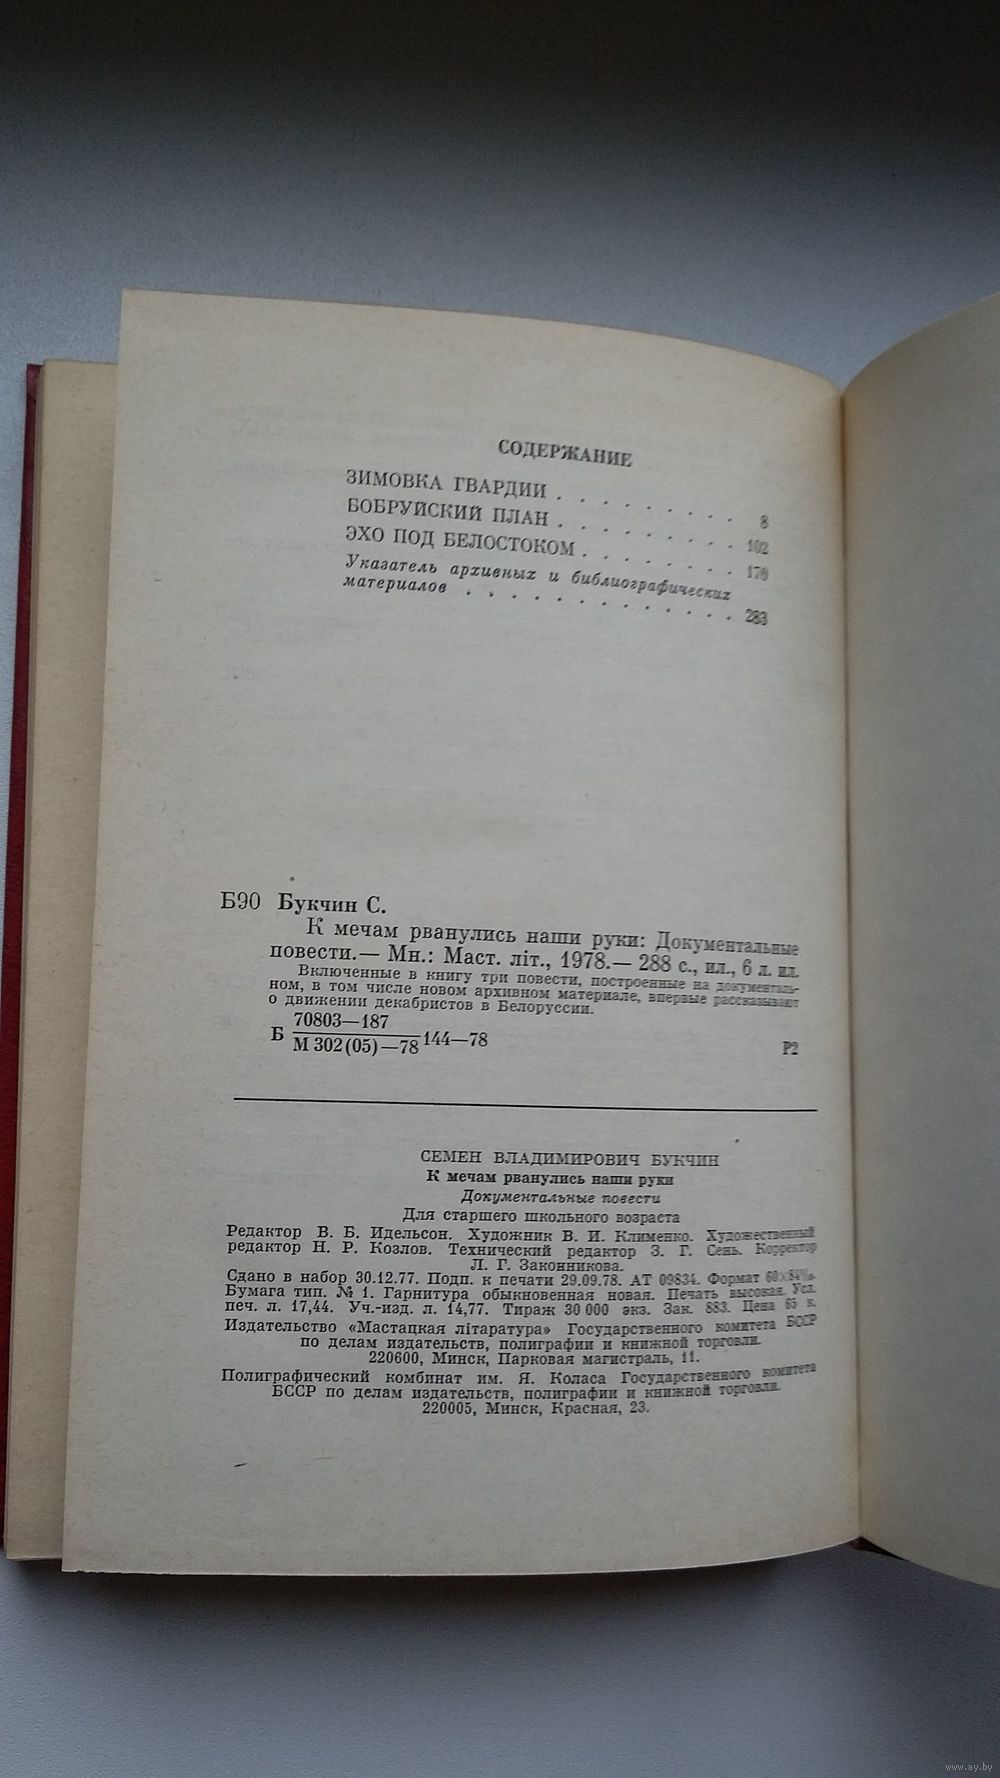 СОДЕРЖАНИЕ
ЗИМОВКА ГВАРДИИ . . . . . . . . 8
БОБРУЙСКИЙ ПЛАН . . . . . . . . 102
ЭХО ПОД БЕЛОСТОКОМ . . . . . . . 170
Указатель архивных и библиографических
материалов . . . . . . . . . . . . 283
Б90 Букчин С.
К мечам рванулись наши руки: Документальные
повести.— Мн.: Маст. літ., 1978.— 288 с., ил., 6 л. ил.
Включенные в книгу три повести, построенные на документаль-
ном, в том числе новом архивном материале, впервые рассказывают
о движении декабристов в Белоруссии.
70803—187
Б М 302(05)—78 144—78
Р2
СЕМЕН ВЛАДИМИРОВИЧ БУКЧИН
К мечам рванулись наши руки
Документальные повести
Для старшего школьного возраста
Редактор В. Б. Идельсон. Художник В. И. Клименко. Художественный
редактор Н. Р. Козлов. Технический редактор З. Г. Сень. Корректор
Л. Г. Законникова.
Сдано в набор 30.12.77. Подп. к печати 29.09.78. АТ 09834. Формат
Бумага тип. № 1. Гарнитура обыкновенная новая. Печать высокая. Усл.
печ. л. 17,44. Уч.-изд. л. 14,77. Тираж 30 000 экз. Зак. 883. Цена 65 к.
Издательство «Мастацкая літаратура» Государственного комитета БССР
по делам издательств, полиграфии и книжной торговли.
220600, Минск, Парковая магистраль, 11.
Полиграфический комбинат им. Я. Коласа Государственного комитета
БССР по делам издательств, полиграфии и книжной торговли.
220005, Минск, Красная, 23.
www.ay.by